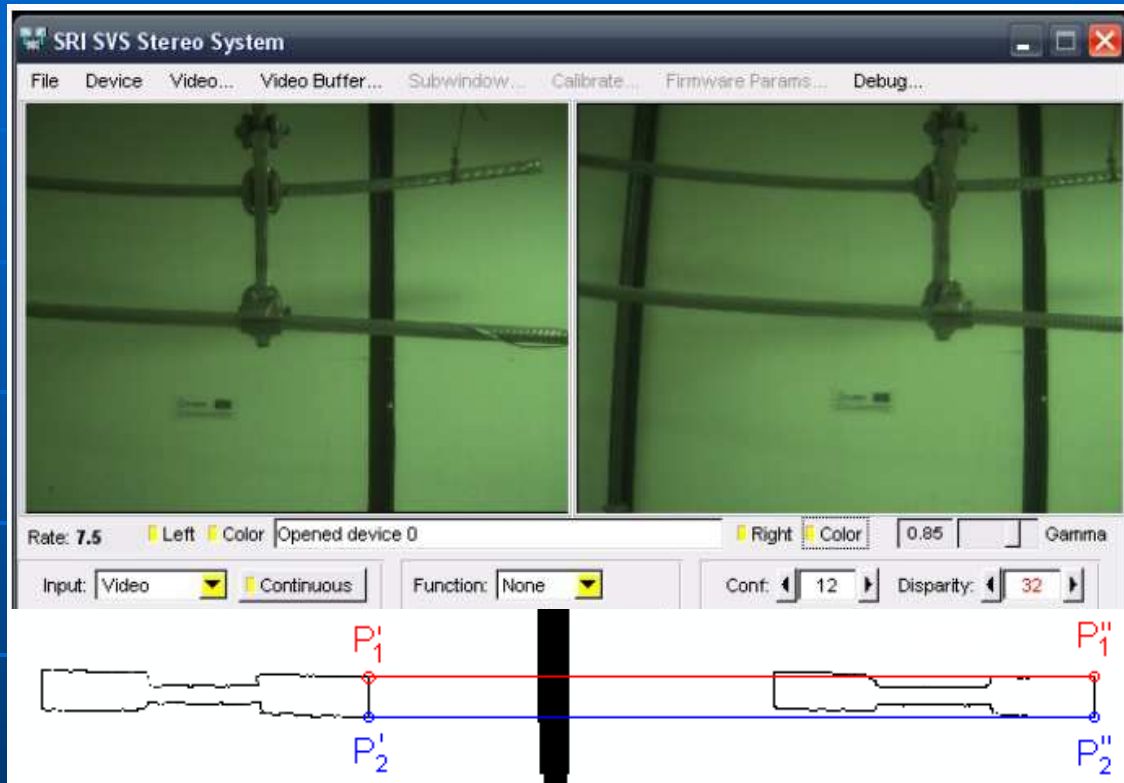 SRI SVS Stereo System
File Device Video... Video Buffer... Subwindow... Calibrate... Firmware Params... Debug...
Rate: 7.5 Left Color Opened device 0 Right Color 0.85 Gamma
Input: Video Continuous Function: None Conf: 12 Disparity: 32
P'₁ P''₁
P'₂ P''₂